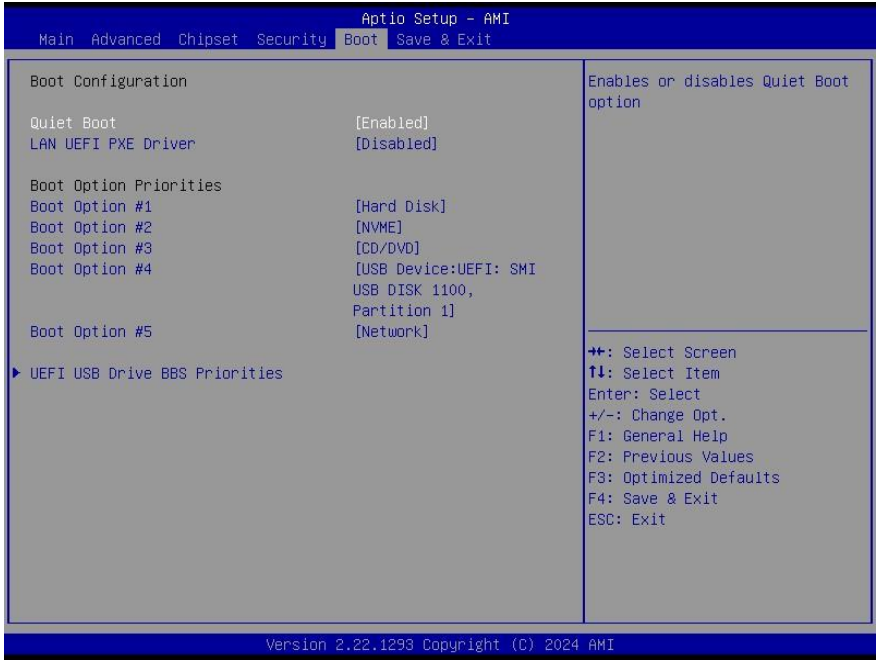 Aptio Setup - AMI
Main Advanced Chipset Security Boot Save & Exit
Boot Configuration
Quiet Boot [Enabled]
LAN UEFI PXE Driver [Disabled]
Boot Option Priorities
Boot Option #1 [Hard Disk]
Boot Option #2 [NVME]
Boot Option #3 [CD/DVD]
Boot Option #4 [USB Device:UEFI: SMI
USB DISK 1100,
Partition 1]
Boot Option #5 [Network]
UEFI USB Drive BBS Priorities
Enables or disables Quiet Boot
option
→←: Select Screen
↑↓: Select Item
Enter: Select
+/-: Change Opt.
F1: General Help
F2: Previous Values
F3: Optimized Defaults
F4: Save & Exit
ESC: Exit
Version 2.22.1293 Copyright (C) 2024 AMI